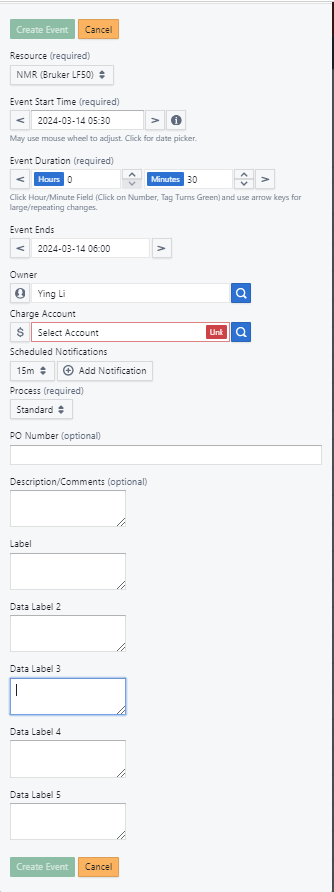 Create Event Cancel
Resource (required)
NMR (Bruker LF50)
Event Start Time (required)
< 2024-03-14 05:30 >
May use mouse wheel to adjust. Click for date picker.
Event Duration (required)
< Hours 0 Minutes 30 >
Click Hour/Minute Field (Click on Number, Tag Turns Green) and use arrow keys for
large/repeating changes.
Event Ends
< 2024-03-14 06:00 >
Owner
Ying Li
Charge Account
$ Select Account Unk
Scheduled Notifications
15m Add Notification
Process (required)
Standard
PO Number (optional)
Description/Comments (optional)
Label
Data Label 2
Data Label 3
Data Label 4
Data Label 5
Create Event Cancel